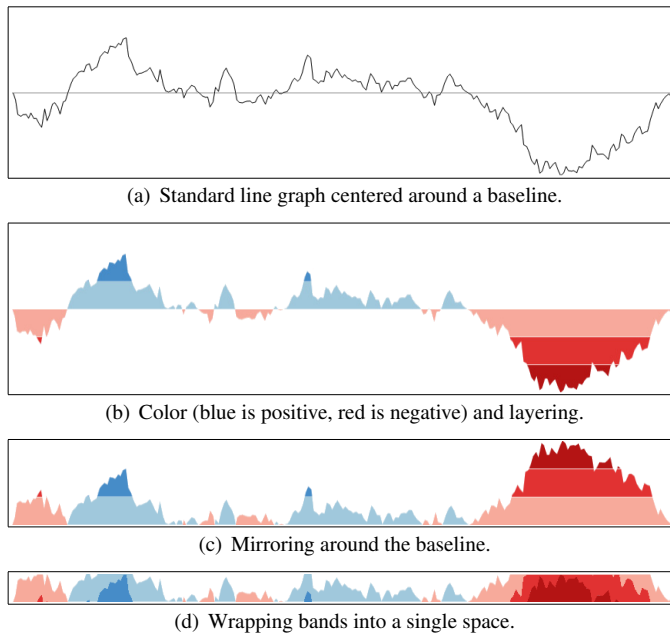 (a) Standard line graph centered around a baseline.
(b) Color (blue is positive, red is negative) and layering.
(c) Mirroring around the baseline.
(d) Wrapping bands into a single space.